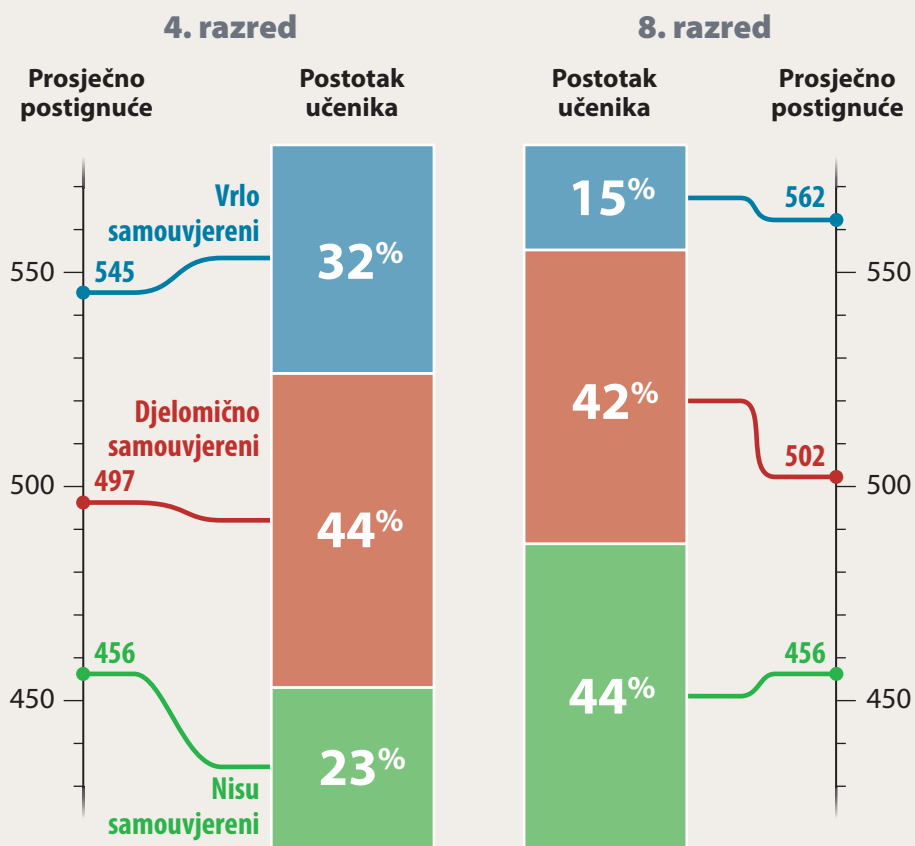 4. razred
Prosječno
postignuće
Postotak
učenika
550
500
450
Vrlo
samouvjereni
545
32%
Djelomično
samouvjereni
497
44%
456
23%
Nisu
samouvjereni
8. razred
Postotak
učenika
Prosječno
postignuće
15%
562
550
42%
502
500
44%
456
450